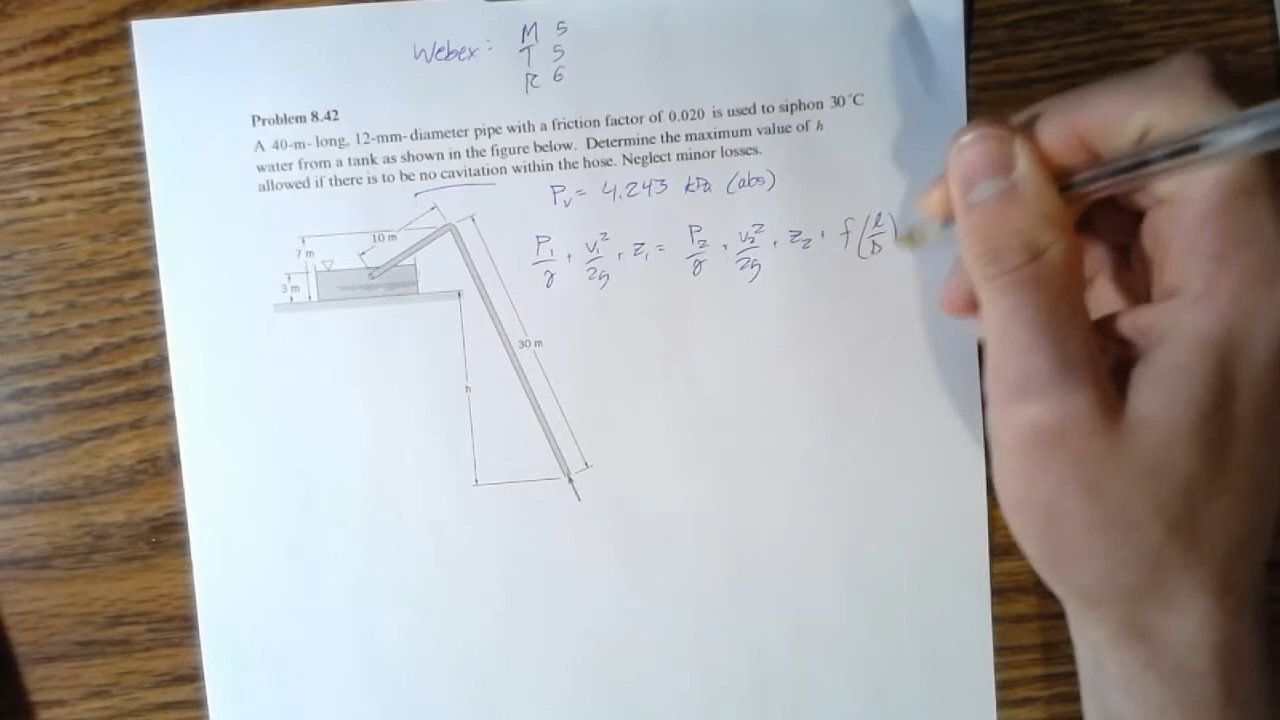 Webex: M 5
T 5
R 6
Problem 8.42
A 40-m- long, 12-mm-diameter pipe with a friction factor of 0.020 is used to siphon 30 °C
water from a tank as shown in the figure below. Determine the maximum value of h
allowed if there is to be no cavitation within the hose. Neglect minor losses.
Pv = 4.243 kPa (abs)
P1/γ + V1²/2g + Z1 = P2/γ + V2²/2g + Z2 + f(ℓ/D)
10 m
7 m
3 m
30 m
h